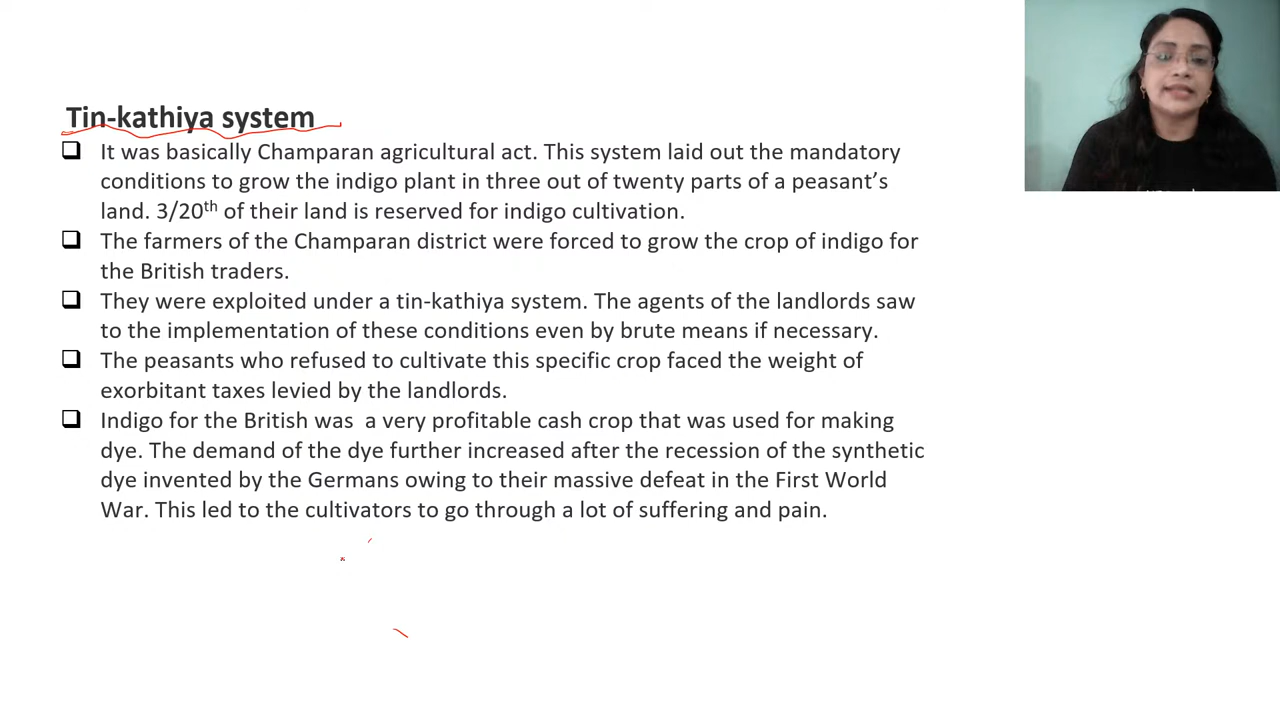 Tin-kathiya system
It was basically Champaran agricultural act. This system laid out the mandatory
conditions to grow the indigo plant in three out of twenty parts of a peasant’s
land. 3/20th of their land is reserved for indigo cultivation.
The farmers of the Champaran district were forced to grow the crop of indigo for
the British traders.
They were exploited under a tin-kathiya system. The agents of the landlords saw
to the implementation of these conditions even by brute means if necessary.
The peasants who refused to cultivate this specific crop faced the weight of
exorbitant taxes levied by the landlords.
Indigo for the British was  a very profitable cash crop that was used for making
dye. The demand of the dye further increased after the recession of the synthetic
dye invented by the Germans owing to their massive defeat in the First World
War. This led to the cultivators to go through a lot of suffering and pain.